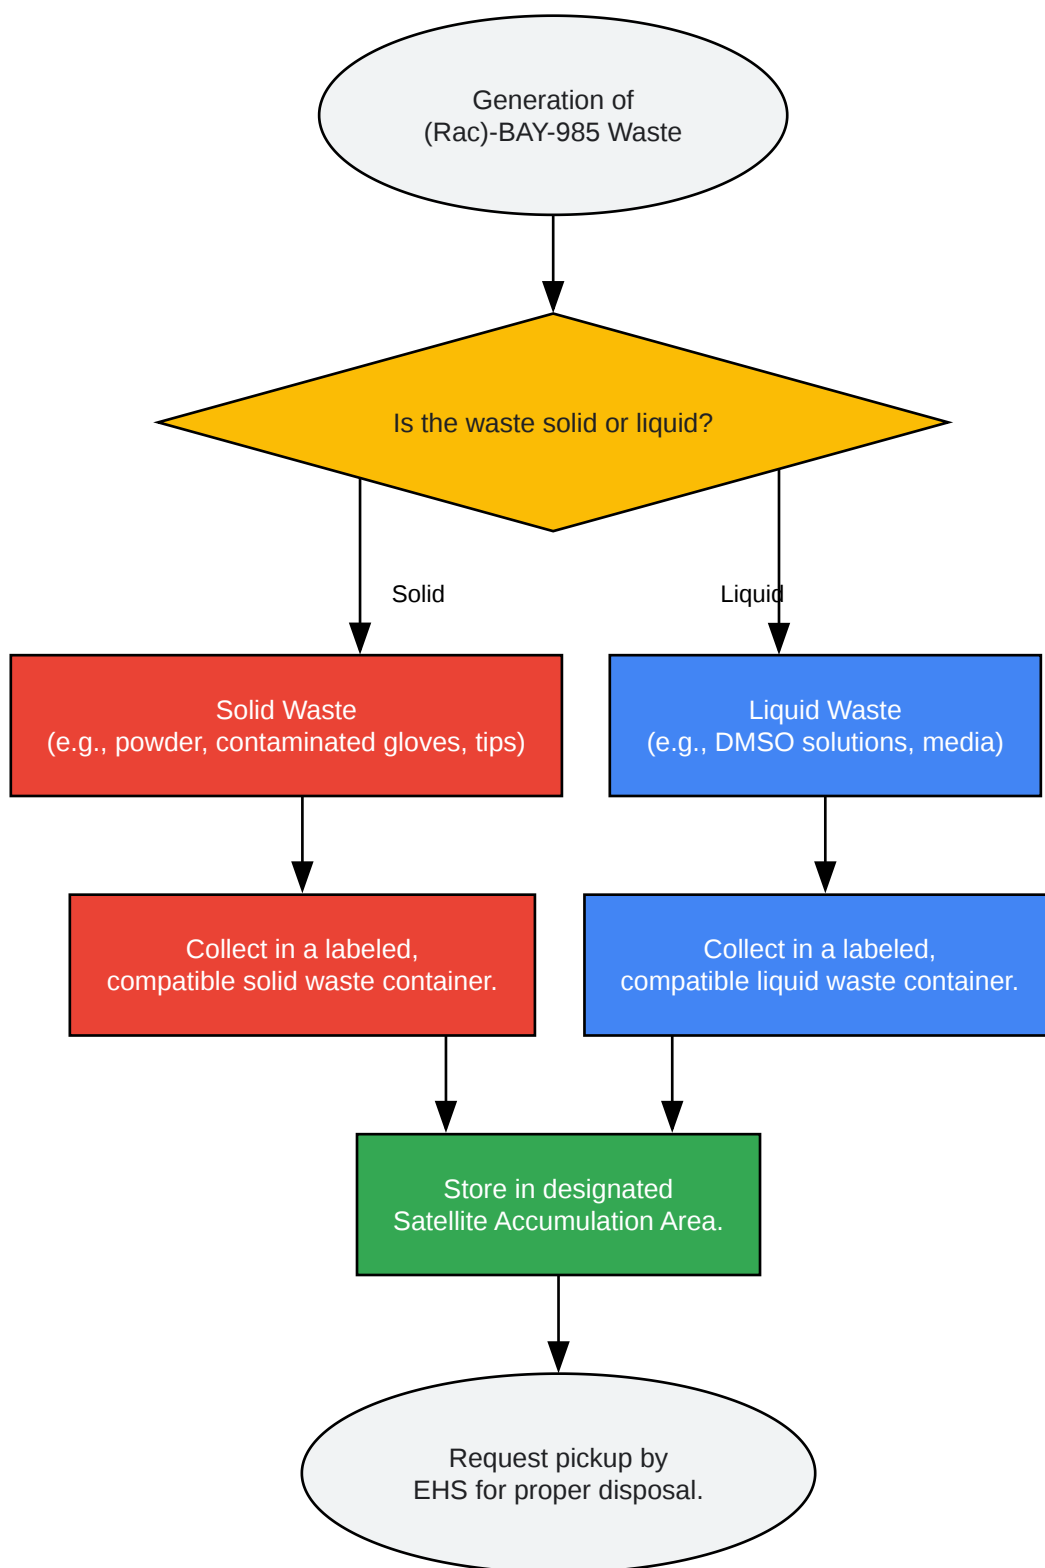 Generation of
(Rac)-BAY-985 Waste
Is the waste solid or liquid?
Solid
Liquid
Solid Waste
(e.g., powder, contaminated gloves, tips)
Liquid Waste
(e.g., DMSO solutions, media)
Collect in a labeled,
compatible solid waste container.
Collect in a labeled,
compatible liquid waste container.
Store in designated
Satellite Accumulation Area.
Request pickup by
EHS for proper disposal.